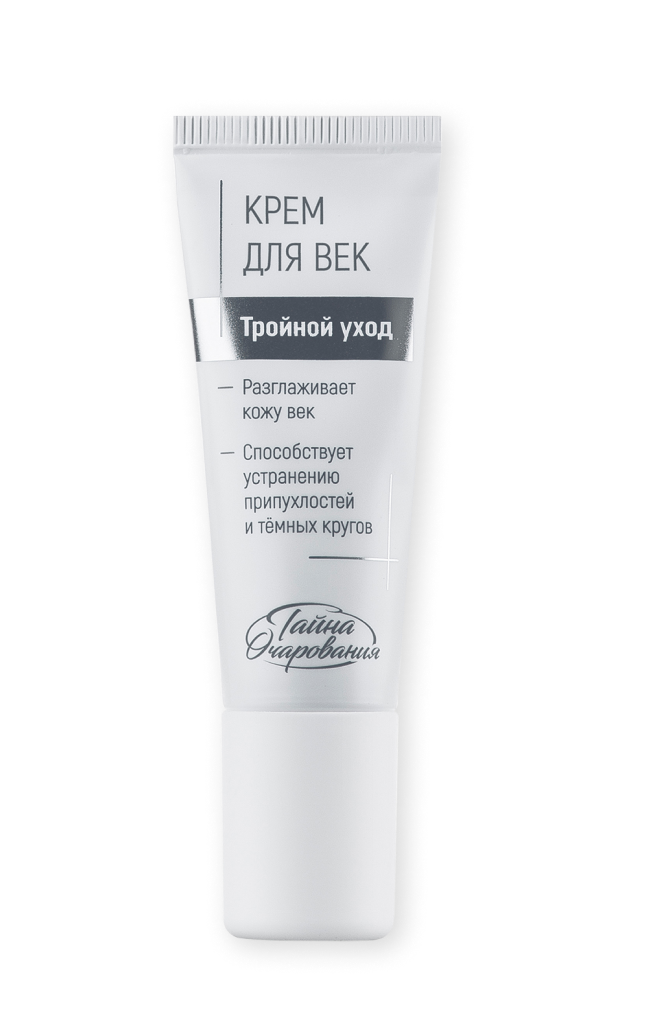 КРЕМ
ДЛЯ ВЕК
Тройной уход
— Разглаживает
кожу век
— Способствует
устранению
припухлостей
и тёмных кругов
Тайна
Очарования